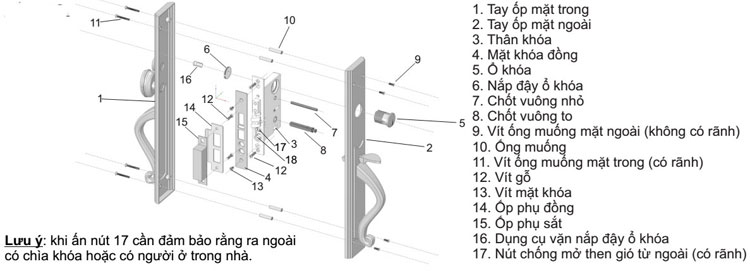 1. Tay ốp mặt trong
2. Tay ốp mặt ngoài
3. Thân khóa
4. Mặt khóa đồng
5. Ổ khóa
6. Nắp đậy ổ khóa
7. Chốt vuông nhỏ
8. Chốt vuông to
9. Vít ống muống mặt ngoài (không có rãnh)
10. Ống muống
11. Vít ống muống mặt trong (có rãnh)
12. Vít gỗ
13. Vít mặt khóa
14. Ốp phụ đồng
15. Ốp phụ sắt
16. Dụng cụ vặn nắp đậy ổ khóa
17. Nút chống mở then gió từ ngoài (có rãnh)
10
11
6
9
16
12
1
14
15
7
5
3
17
2
8
18
12
4
13
Lưu ý: khi ấn nút 17 cần đảm bảo rằng ra ngoài
có chìa khóa hoặc có người ở trong nhà.